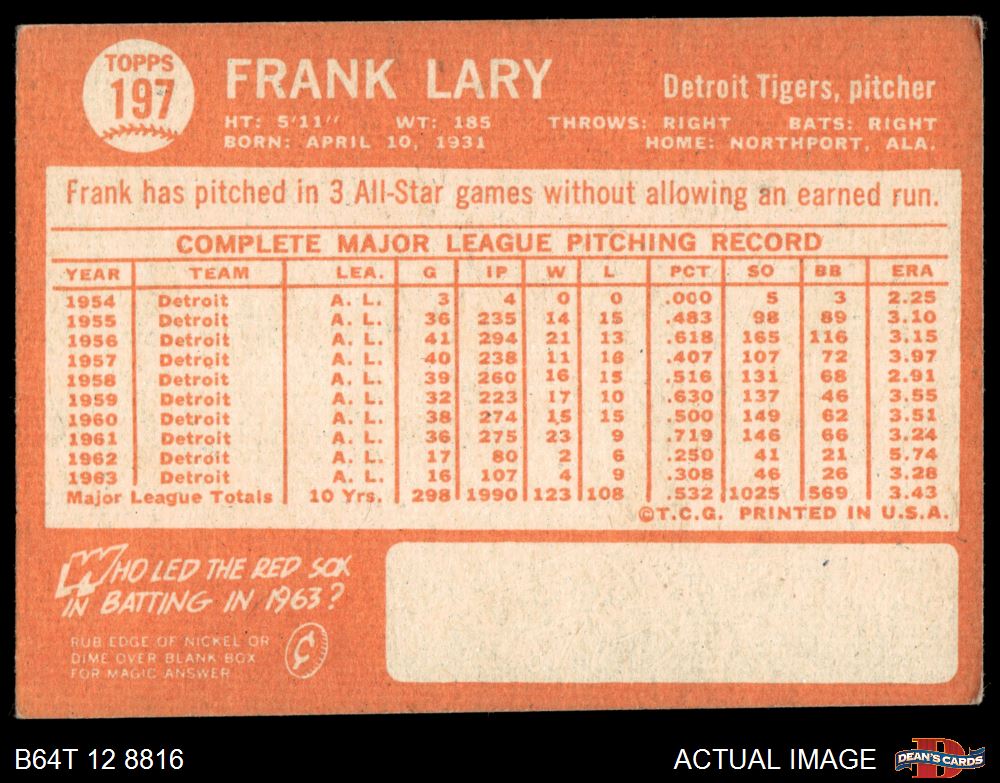 TOPPS
197
FRANK LARY
Detroit Tigers, pitcher
HT: 5'11" WT: 185 THROWS: RIGHT BATS: RIGHT
BORN: APRIL 10, 1931 HOME: NORTHPORT, ALA.
Frank has pitched in 3 All-Star games without allowing an earned run.
COMPLETE MAJOR LEAGUE PITCHING RECORD
YEAR TEAM LEA. G IP W L PCT SO BB ERA
1954 Detroit A. L. 3 4 0 0 .000 5 3 2.25
1955 Detroit A. L. 36 235 14 15 .483 98 89 3.10
1956 Detroit A. L. 41 294 21 13 .618 165 116 3.15
1957 Detroit A. L. 40 238 11 16 .407 107 72 3.97
1958 Detroit A. L. 39 260 16 15 .516 131 68 2.91
1959 Detroit A. L. 32 223 17 10 .630 137 46 3.55
1960 Detroit A. L. 38 274 15 15 .500 149 62 3.51
1961 Detroit A. L. 36 275 23 9 .719 146 66 3.24
1962 Detroit A. L. 17 80 2 6 .250 41 21 5.74
1963 Detroit A. L. 16 107 4 9 .308 46 26 3.28
Major League Totals 10 Yrs. 298 1990 123 108 .532 1025 569 3.43
©T.C.G. PRINTED IN U.S.A.
WHO LED THE RED SOX
IN BATTING IN 1963?
RUB EDGE OF NICKEL OR
DIME OVER BLANK BOX
FOR MAGIC ANSWER
¢
B64T 12 8816
ACTUAL IMAGE
D
DEAN'S CARDS